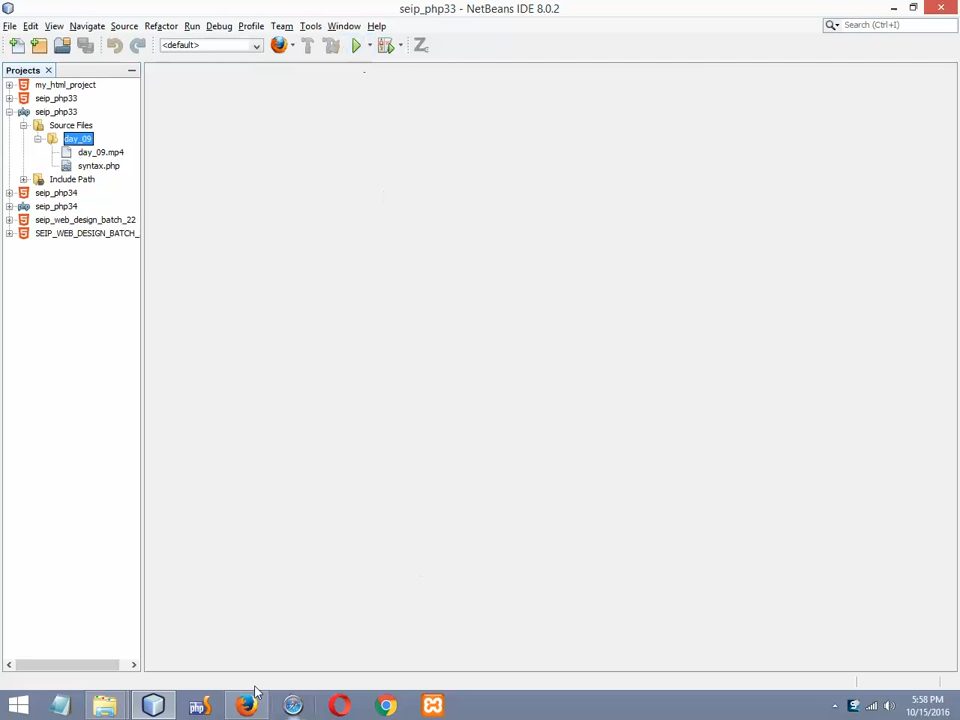 seip_php33 - NetBeans IDE 8.0.2
File Edit View Navigate Source Refactor Run Debug Profile Team Tools Window Help
Search (Ctrl+I)
<default>
Projects
my_html_project
seip_php33
seip_php33
Source Files
day_09
day_09.mp4
syntax.php
Include Path
seip_php34
seip_php34
seip_web_design_batch_22
SEIP_WEB_DESIGN_BATCH_
php
5:58 PM
10/15/2016